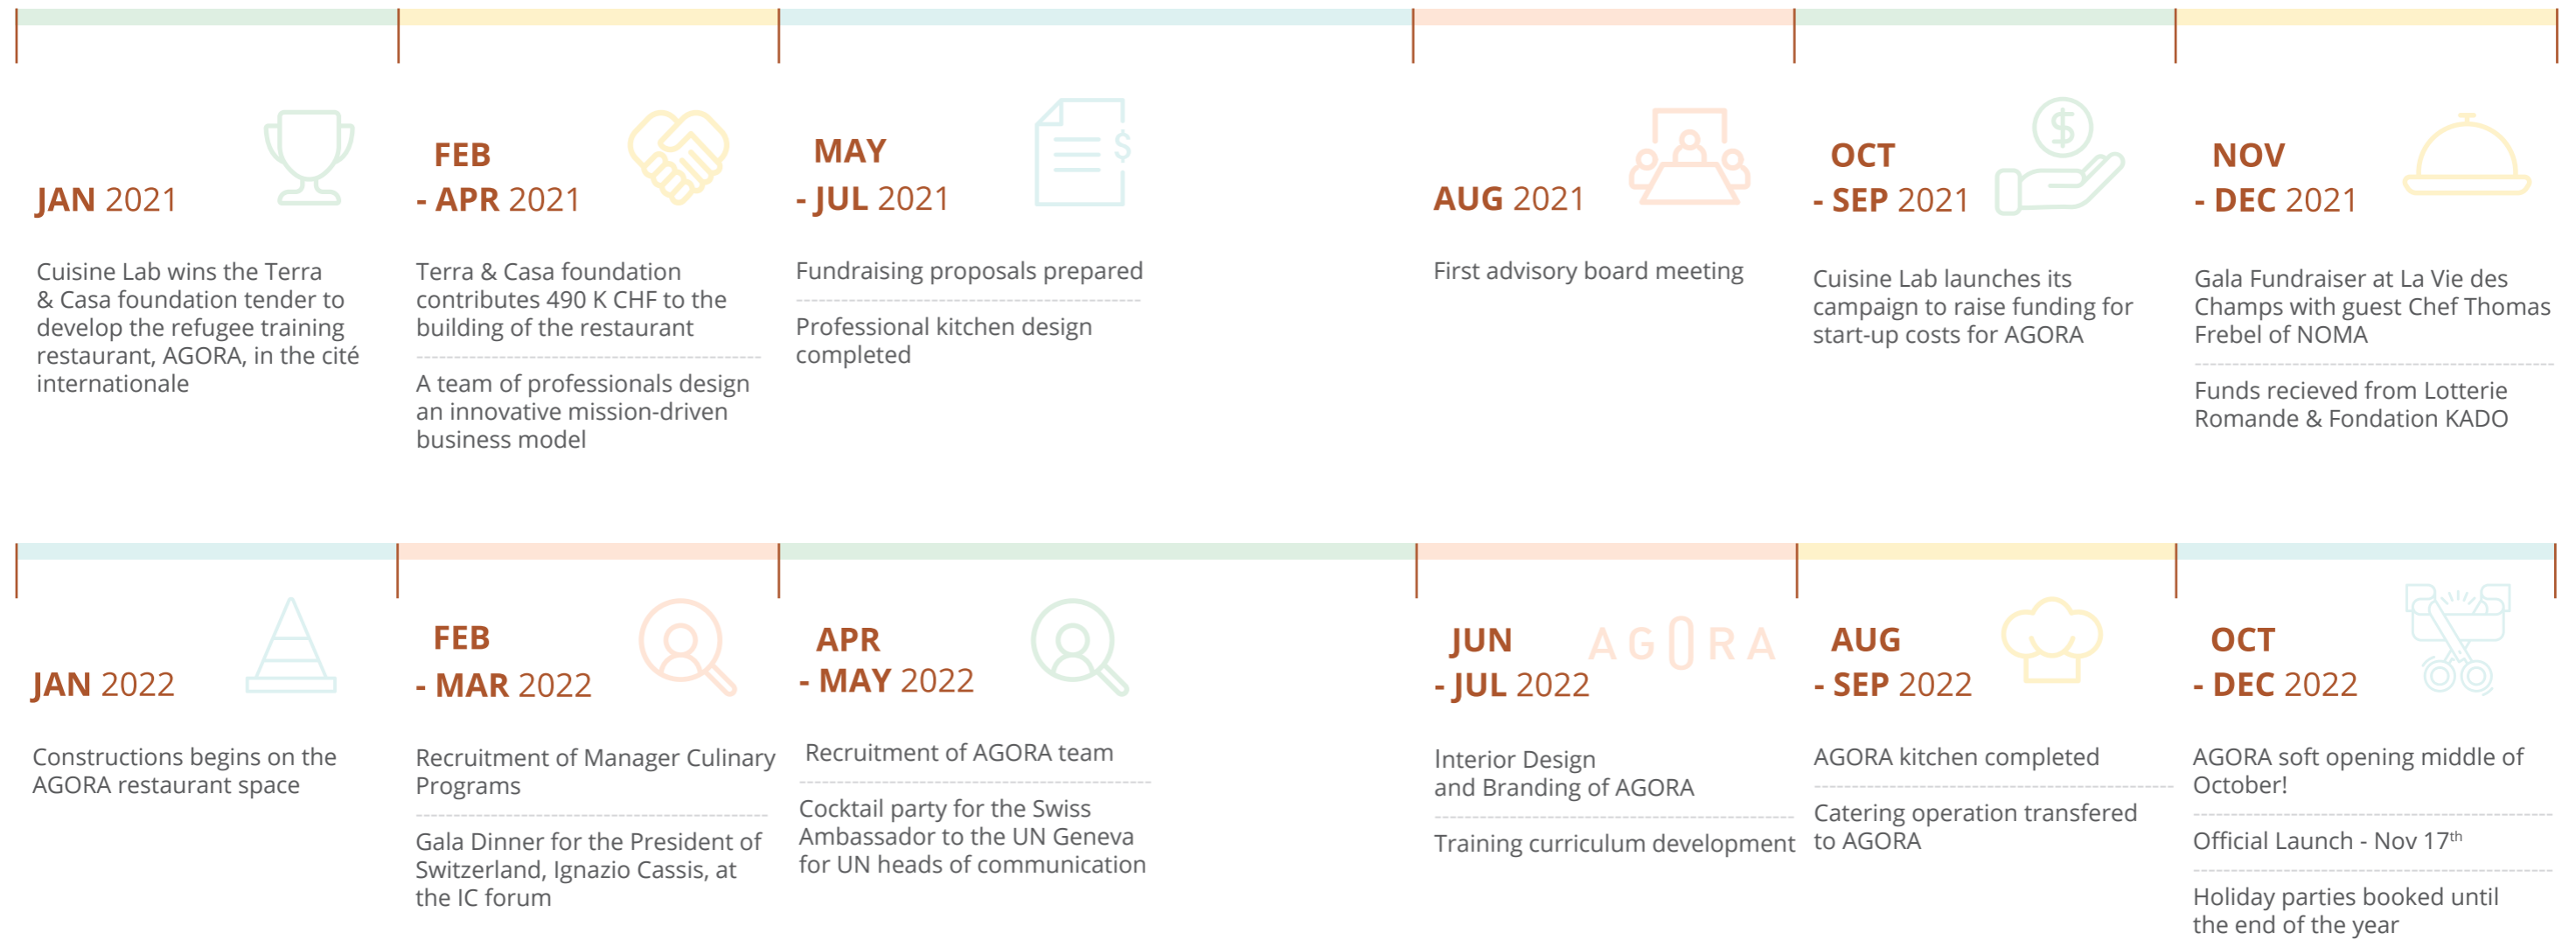 JAN 2021
Cuisine Lab wins the Terra
& Casa foundation tender to
develop the refugee training
restaurant, AGORA, in the cité
internationale
FEB
- APR 2021
Terra & Casa foundation
contributes 490 K CHF to the
building of the restaurant
A team of professionals design
an innovative mission-driven
business model
MAY
- JUL 2021
$
Fundraising proposals prepared
Professional kitchen design
completed
AUG 2021
First advisory board meeting
OCT
- SEP 2021
$
Cuisine Lab launches its
campaign to raise funding for
start-up costs for AGORA
NOV
- DEC 2021
Gala Fundraiser at La Vie des
Champs with guest Chef Thomas
Frebel of NOMA
Funds recieved from Lotterie
Romande & Fondation KADO
JAN 2022
Constructions begins on the
AGORA restaurant space
FEB
- MAR 2022
Recruitment of Manager Culinary
Programs
Gala Dinner for the President of
Switzerland, Ignazio Cassis, at
the IC forum
APR
- MAY 2022
Recruitment of AGORA team
Cocktail party for the Swiss
Ambassador to the UN Geneva
for UN heads of communication
JUN
- JUL 2022
AGORA
Interior Design
and Branding of AGORA
Training curriculum development
AUG
- SEP 2022
AGORA kitchen completed
Catering operation transfered
to AGORA
OCT
- DEC 2022
AGORA soft opening middle of
October!
Official Launch - Nov 17th
Holiday parties booked until
the end of the year